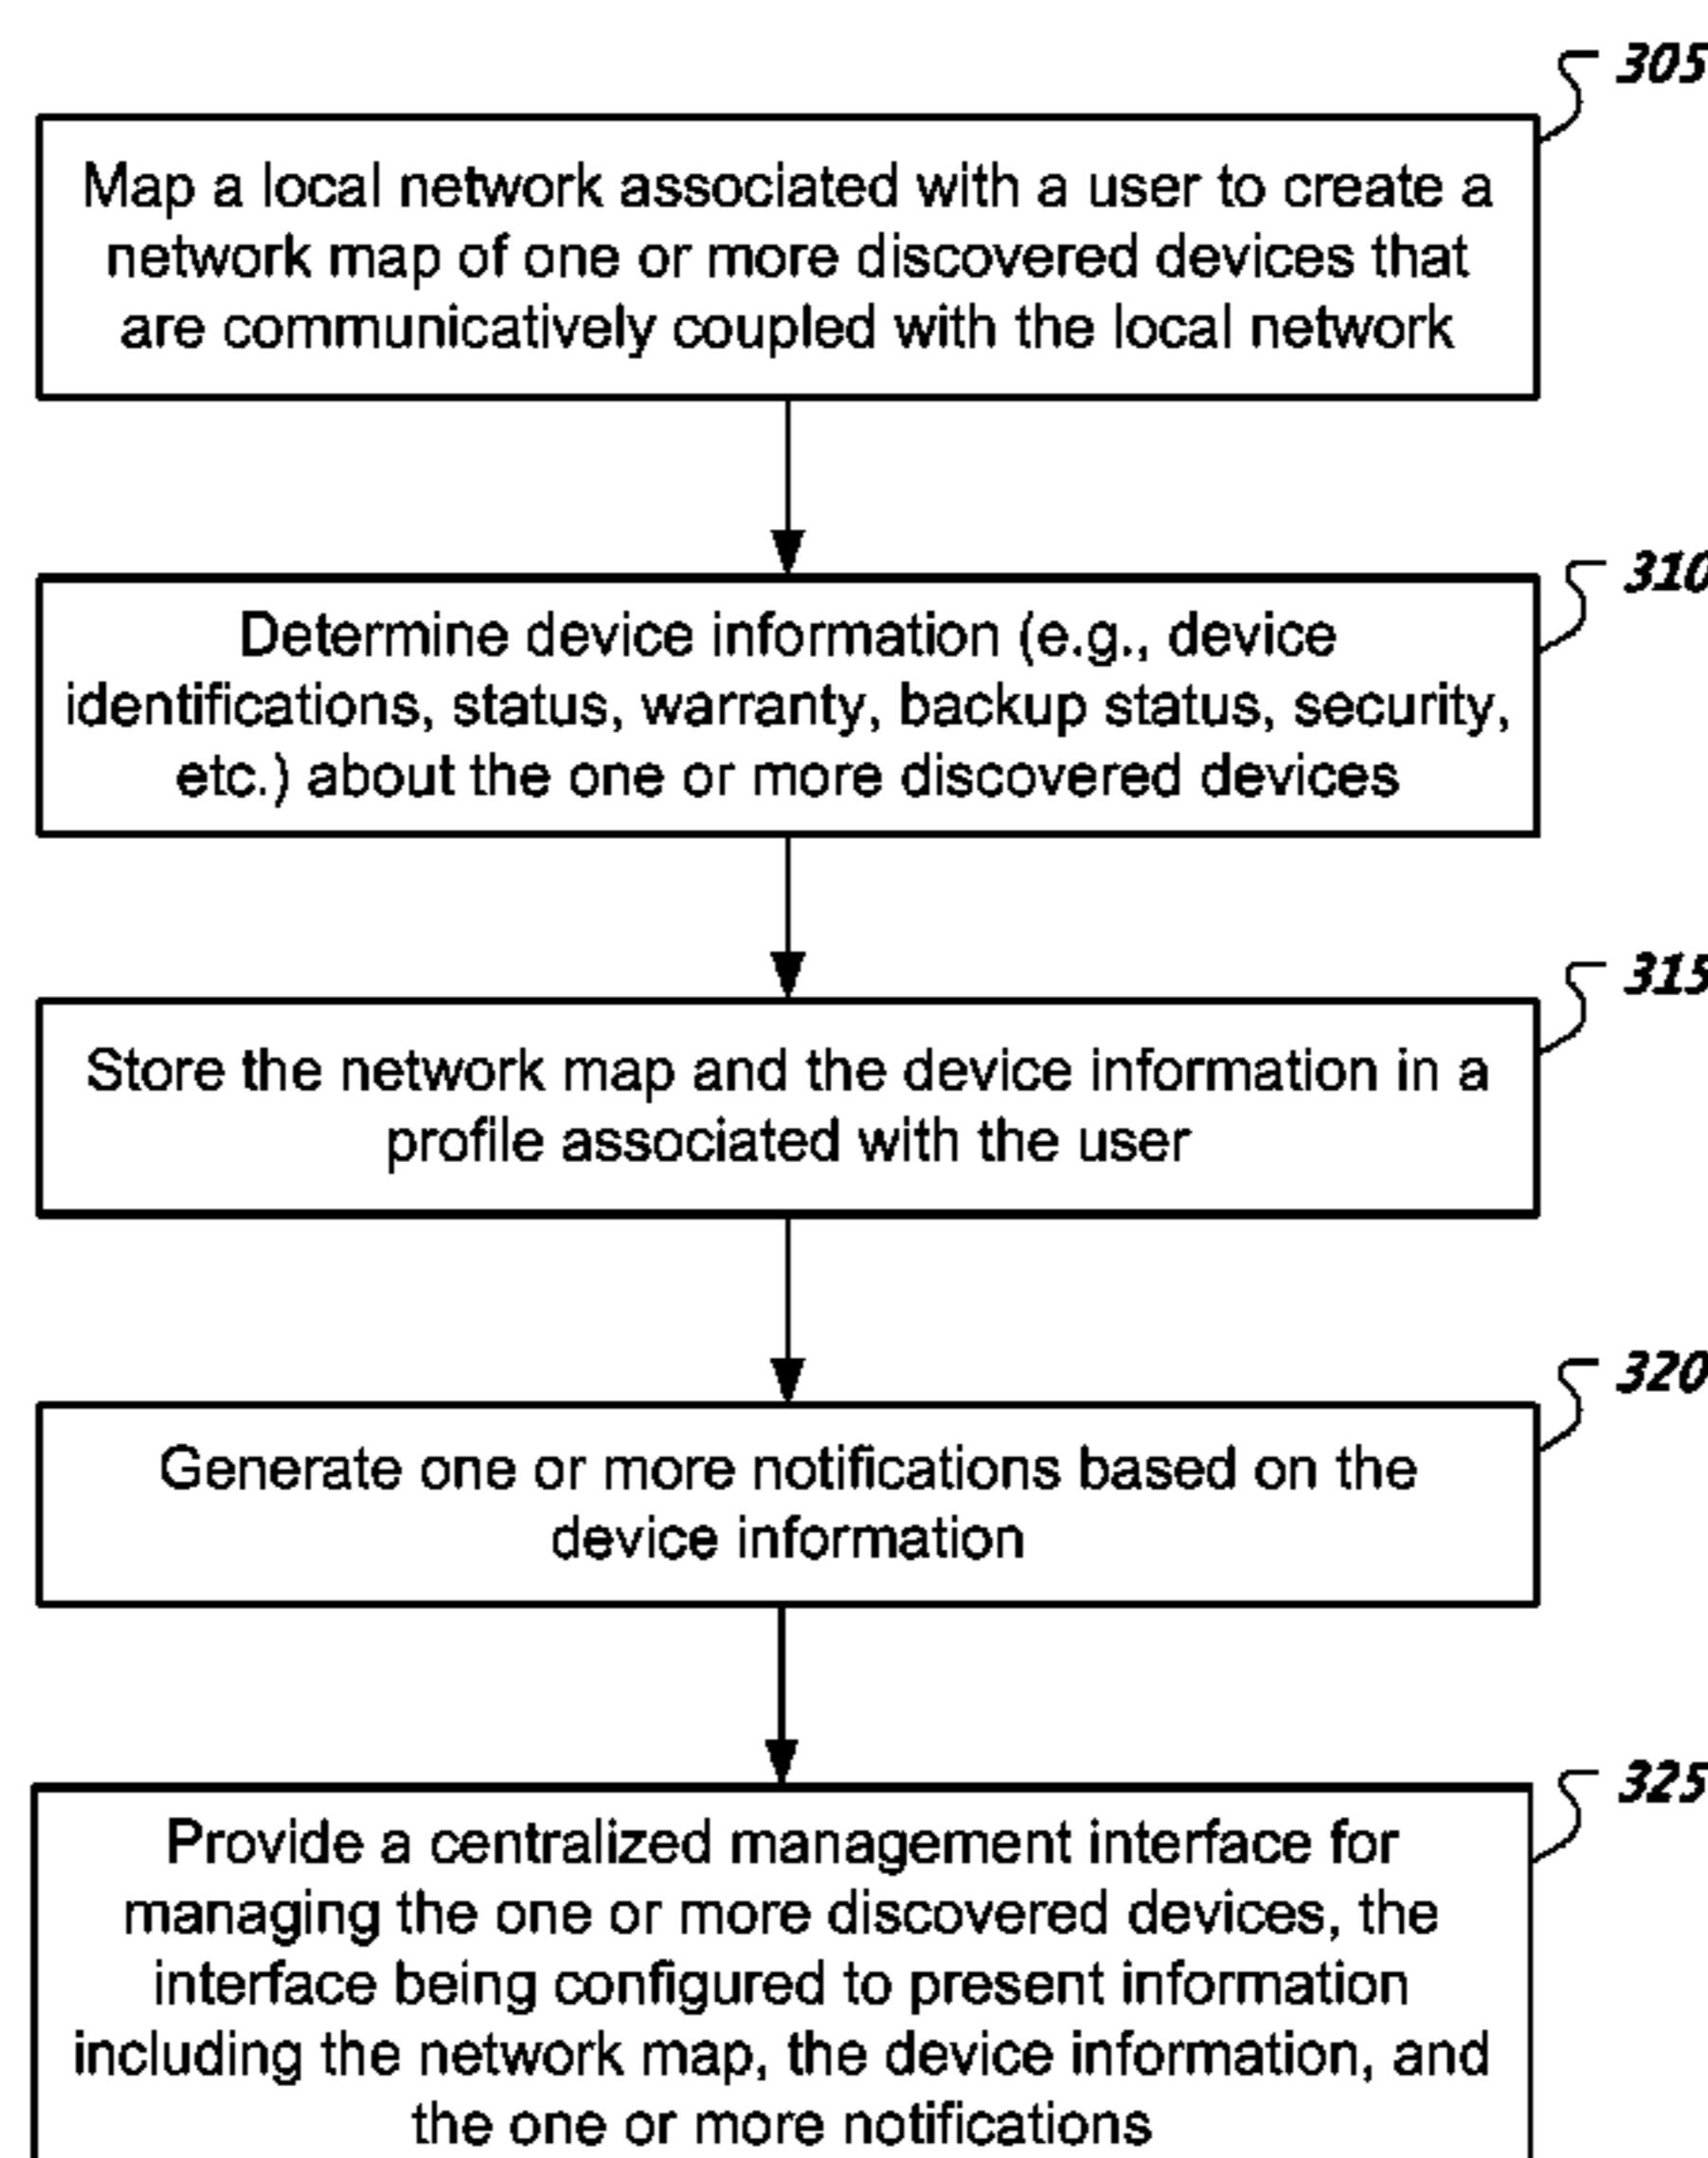 305
Map a local network associated with a user to create a
network map of one or more discovered devices that
are communicatively coupled with the local network
310
Determine device information (e.g., device
identifications, status, warranty, backup status, security,
etc.) about the one or more discovered devices
315
Store the network map and the device information in a
profile associated with the user
320
Generate one or more notifications based on the
device information
325
Provide a centralized management interface for
managing the one or more discovered devices, the
interface being configured to present information
including the network map, the device information, and
the one or more notifications